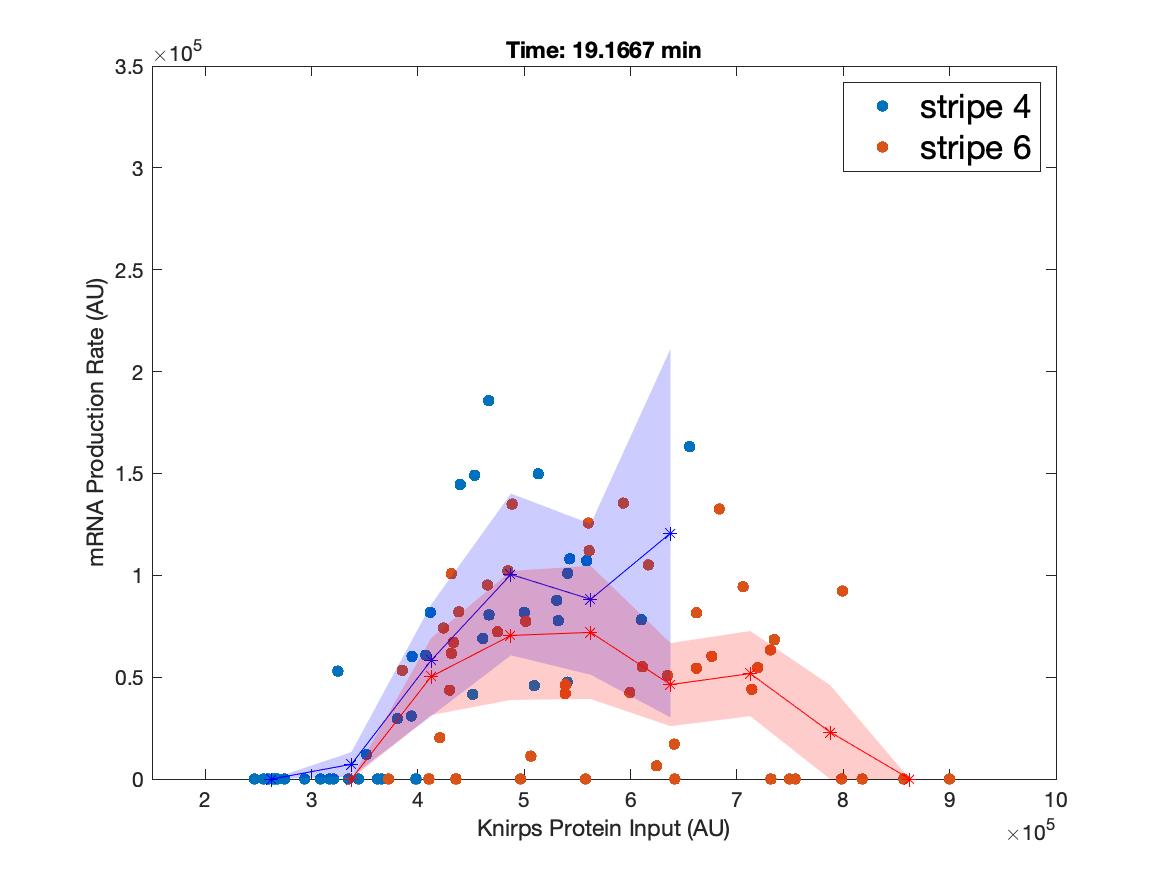 Time: 19.1667 min
×10^5
3.5
3
2.5
2
1.5
1
0.5
0
mRNA Production Rate (AU)
stripe 4
stripe 6
2 3 4 5 6 7 8 9 10
Knirps Protein Input (AU)
×10^5